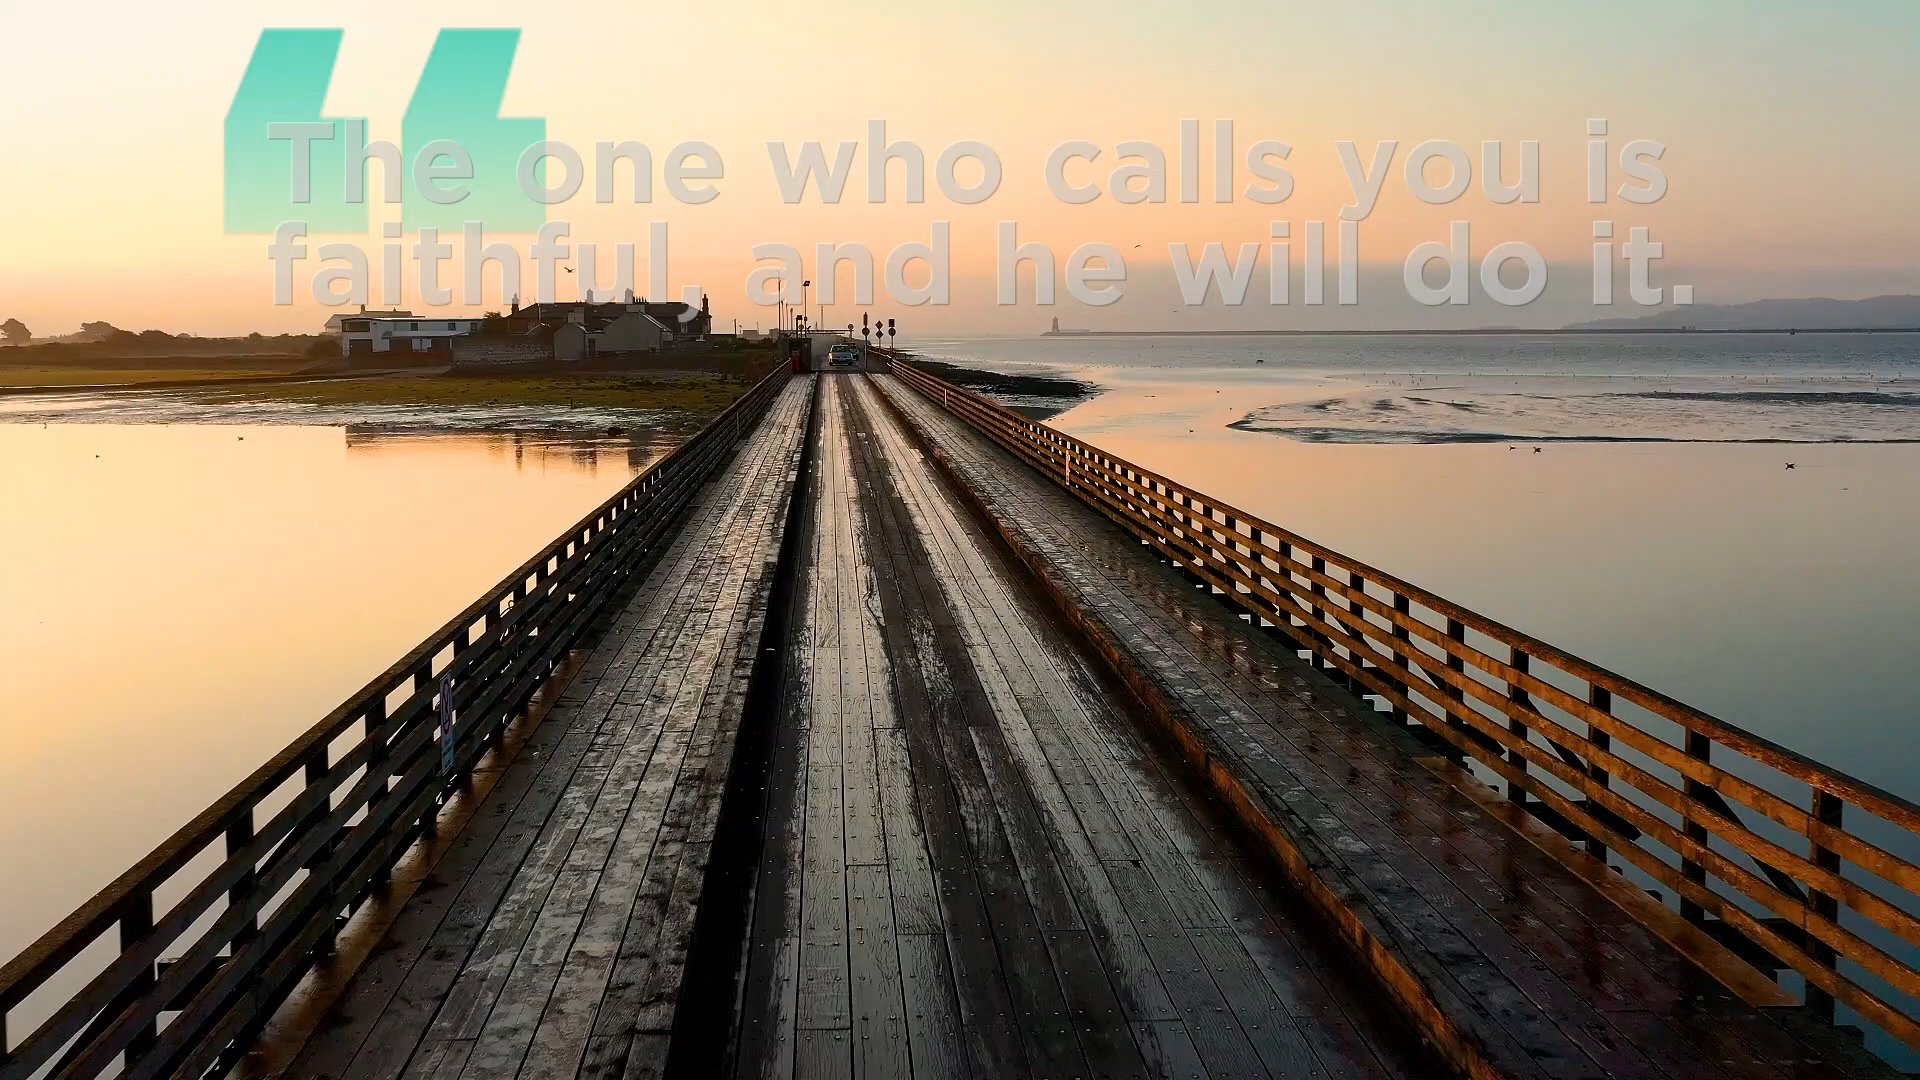 “
The one who calls you is
faithful, and he will do it.